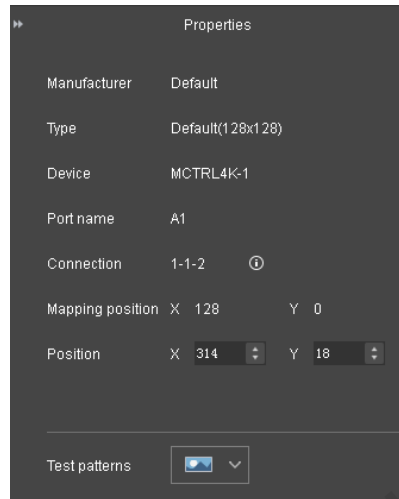 Properties
Manufacturer Default
Type Default(128x128)
Device MCTRL4K-1
Port name A1
Connection 1-1-2
Mapping position X 128 Y 0
Position X 314 Y 18
Test patterns